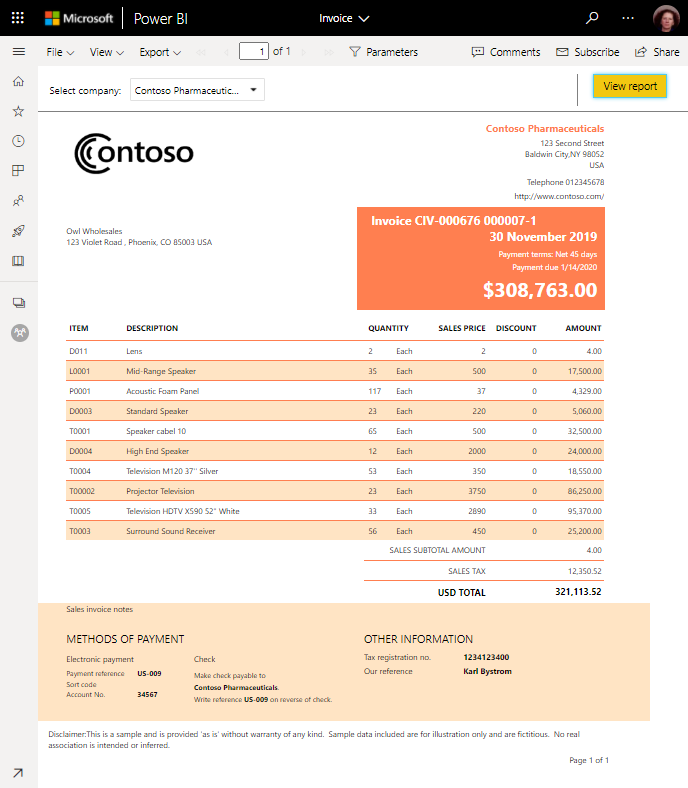 Microsoft Power BI Invoice
File View Export 1 of 1 Parameters Comments Subscribe Share
Select company: Contoso Pharmaceutic... View report
Contoso Pharmaceuticals
Contoso
123 Second Street
Baldwin City,NY 98052
USA
Telephone 012345678
http://www.contoso.com/
Invoice CIV-000676 000007-1
Owl Wholesales
30 November 2019
123 Violet Road , Phoenix, CO 85003 USA
Payment terms: Net 45 days
Payment due 1/14/2020
$308,763.00
ITEM DESCRIPTION QUANTITY SALES PRICE DISCOUNT AMOUNT
D011 Lens 2 Each 2 0 4.00
L0001 Mid-Range Speaker 35 Each 500 0 17,500.00
P0001 Acoustic Foam Panel 117 Each 37 0 4,329.00
D0003 Standard Speaker 23 Each 220 0 5,060.00
T0001 Speaker cabel 10 65 Each 500 0 32,500.00
D0004 High End Speaker 12 Each 2000 0 24,000.00
T0004 Television M120 37" Silver 53 Each 350 0 18,550.00
T00002 Projector Television 23 Each 3750 0 86,250.00
T0005 Television HDTV X590 52" White 33 Each 2890 0 95,370.00
T0003 Surround Sound Receiver 56 Each 450 0 25,200.00
SALES SUBTOTAL AMOUNT 4.00
SALES TAX 12,350.52
USD TOTAL 321,113.52
Sales invoice notes
METHODS OF PAYMENT OTHER INFORMATION
Electronic payment Check Tax registration no. 1234123400
Payment reference US-009 Make check payable to Our reference Karl Bystrom
Sort code Contoso Pharmaceuticals.
Account No. 34567 Write reference US-009 on reverse of check.
Disclaimer:This is a sample and is provided 'as is' without warranty of any kind. Sample data included are for illustration only and are fictitious. No real
association is intended or inferred.
Page 1 of 1